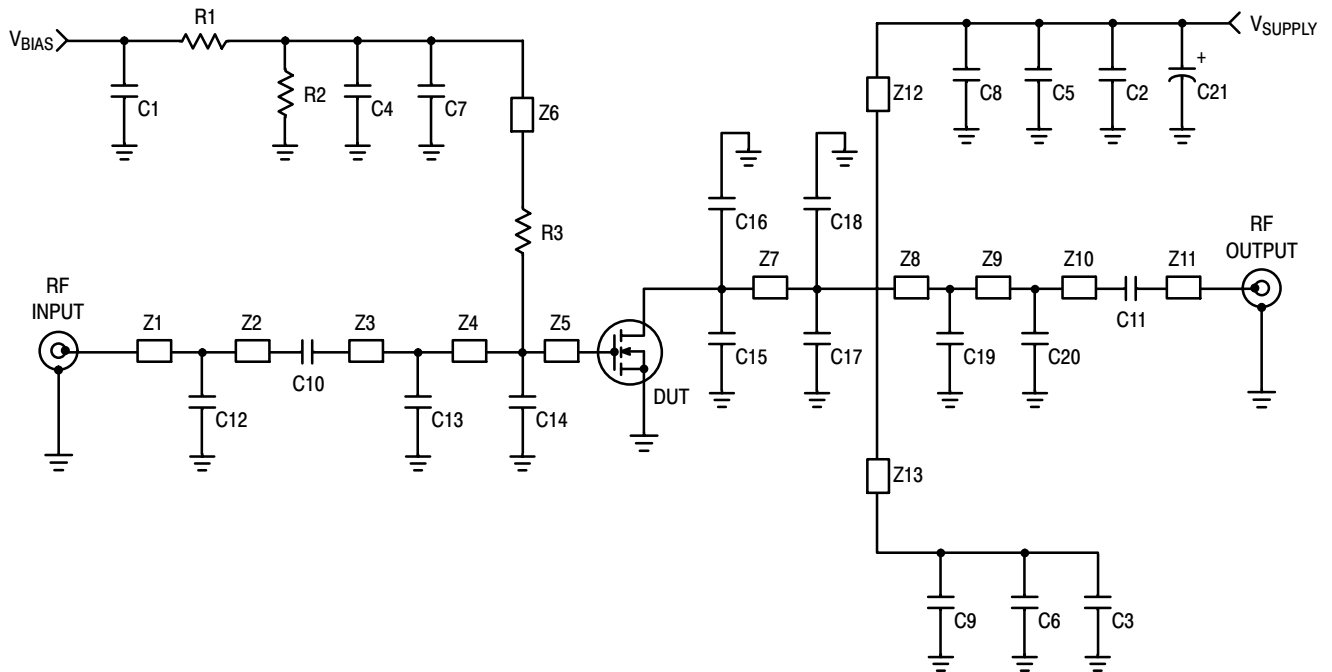 R1
V_BIAS
V_SUPPLY
C1
R2
C4
C7
Z6
Z12
C8
C5
C2
+
C21
R3
C16
C18
RF
INPUT
Z1
Z2
Z3
Z4
Z5
Z7
Z8
Z9
Z10
Z11
RF
OUTPUT
C10
C11
C12
C13
C14
DUT
C15
C17
C19
C20
Z13
C9
C6
C3